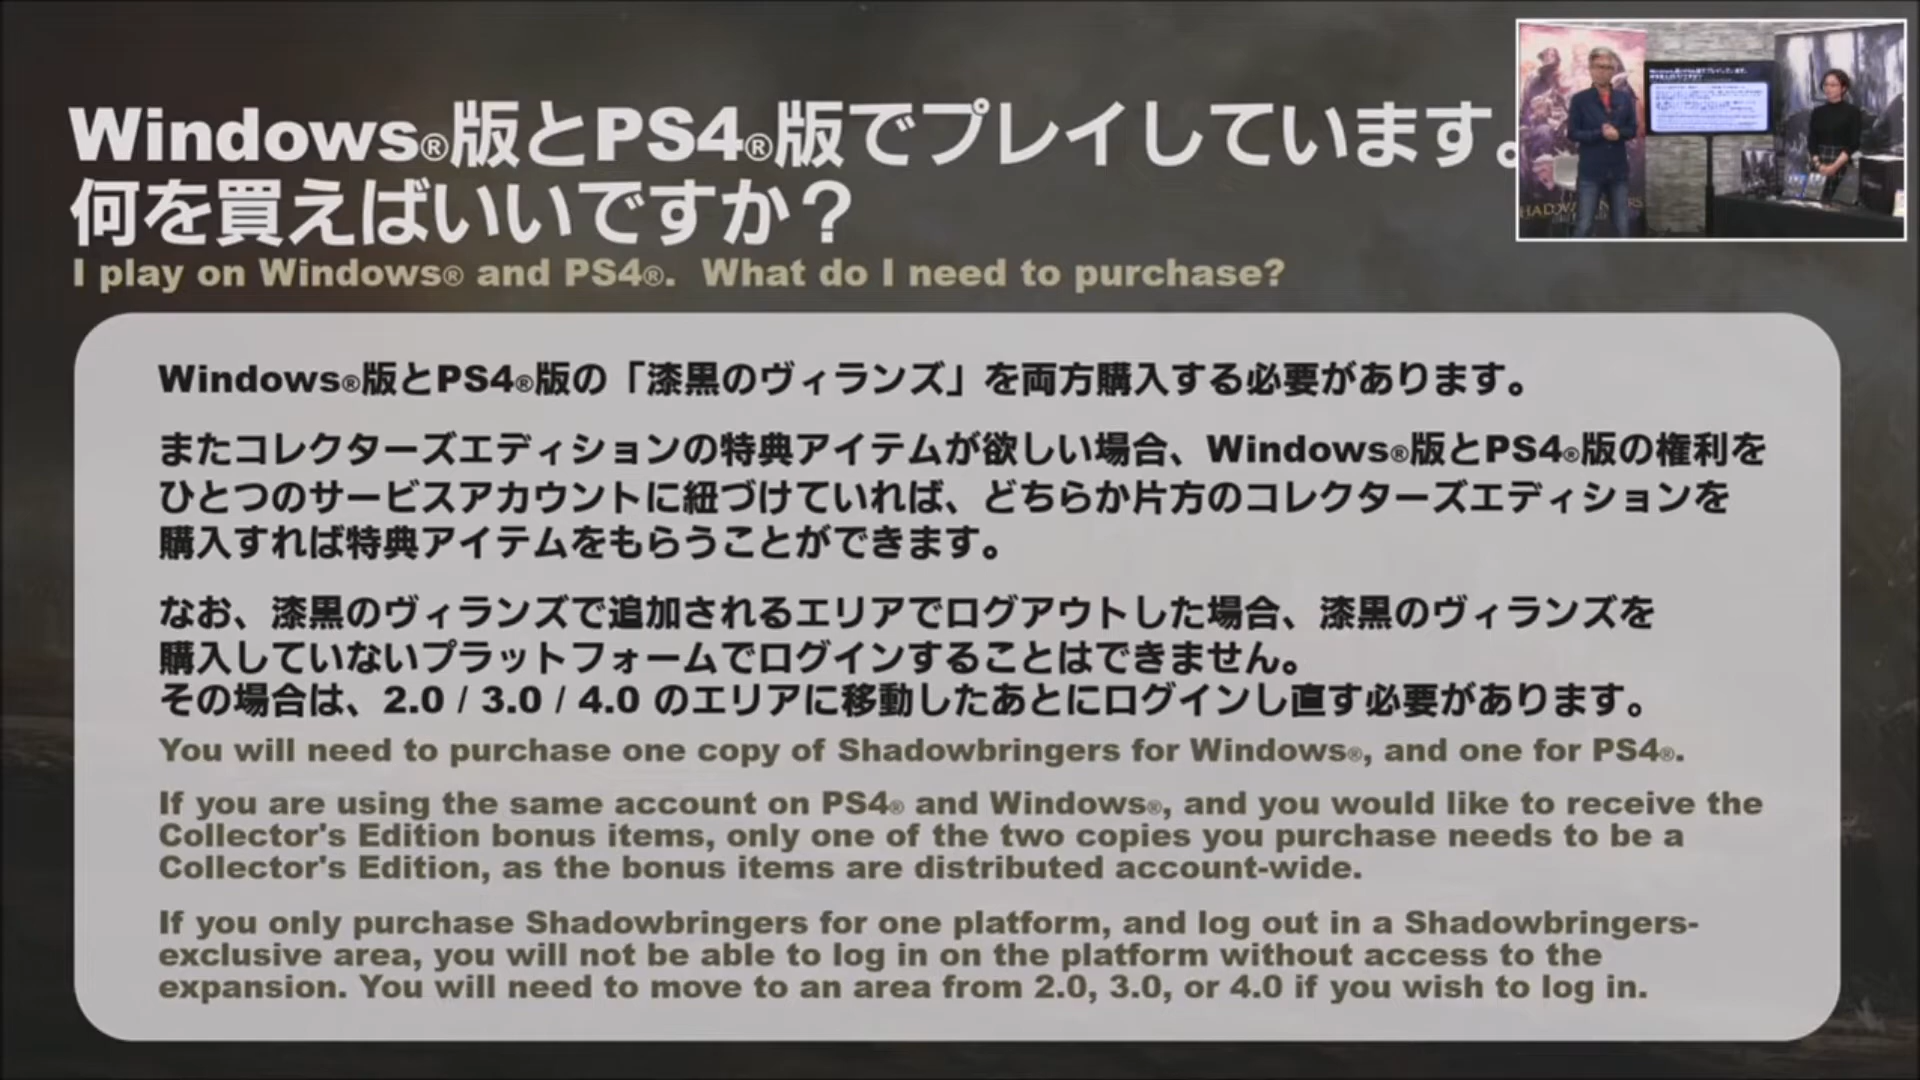 Windows®版とPS4®版でプレイしています。
何を買えばいいですか？
I play on Windows® and PS4®. What do I need to purchase?
Windows®版とPS4®版の「漆黒のヴィランズ」を両方購入する必要があります。
またコレクターズエディションの特典アイテムが欲しい場合、Windows®版とPS4®版の権利を
ひとつのサービスアカウントに紐づけていれば、どちらか片方のコレクターズエディションを
購入すれば特典アイテムをもらうことができます。
なお、漆黒のヴィランズで追加されるエリアでログアウトした場合、漆黒のヴィランズを
購入していないプラットフォームでログインすることはできません。
その場合は、2.0 / 3.0 / 4.0 のエリアに移動したあとにログインし直す必要があります。
You will need to purchase one copy of Shadowbringers for Windows®, and one for PS4®.
If you are using the same account on PS4® and Windows®, and you would like to receive the
Collector's Edition bonus items, only one of the two copies you purchase needs to be a
Collector's Edition, as the bonus items are distributed account-wide.
If you only purchase Shadowbringers for one platform, and log out in a Shadowbringers-
exclusive area, you will not be able to log in on the platform without access to the
expansion. You will need to move to an area from 2.0, 3.0, or 4.0 if you wish to log in.